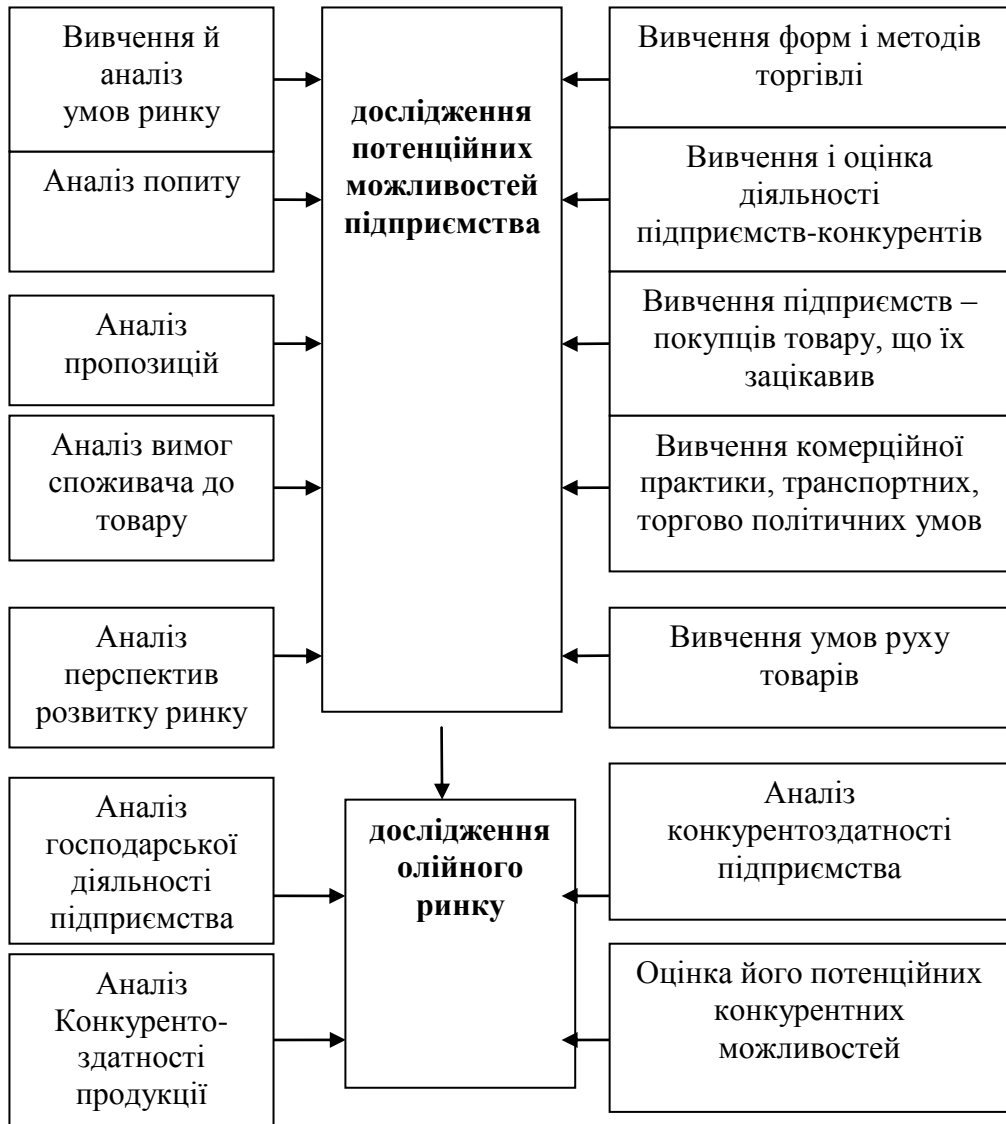 Вивчення й
аналіз
умов ринку
Аналіз попиту
Аналіз
пропозицій
Аналіз вимог
споживача до
товару
Аналіз
перспектив
розвитку ринку
Аналіз
господарської
діяльності
підприємства
Аналіз
Конкуренто-
здатності
продукції
дослідження
потенційних
можливостей
підприємства
дослідження
олійного
ринку
Вивчення форм і методів
торгівлі
Вивчення і оцінка
діяльності
підприємств-конкурентів
Вивчення підприємств –
покупців товару, що їх
зацікавив
Вивчення комерційної
практики, транспортних,
торгово політичних умов
Вивчення умов руху
товарів
Аналіз
конкурентоздатності
підприємства
Оцінка його потенційних
конкурентних
можливостей